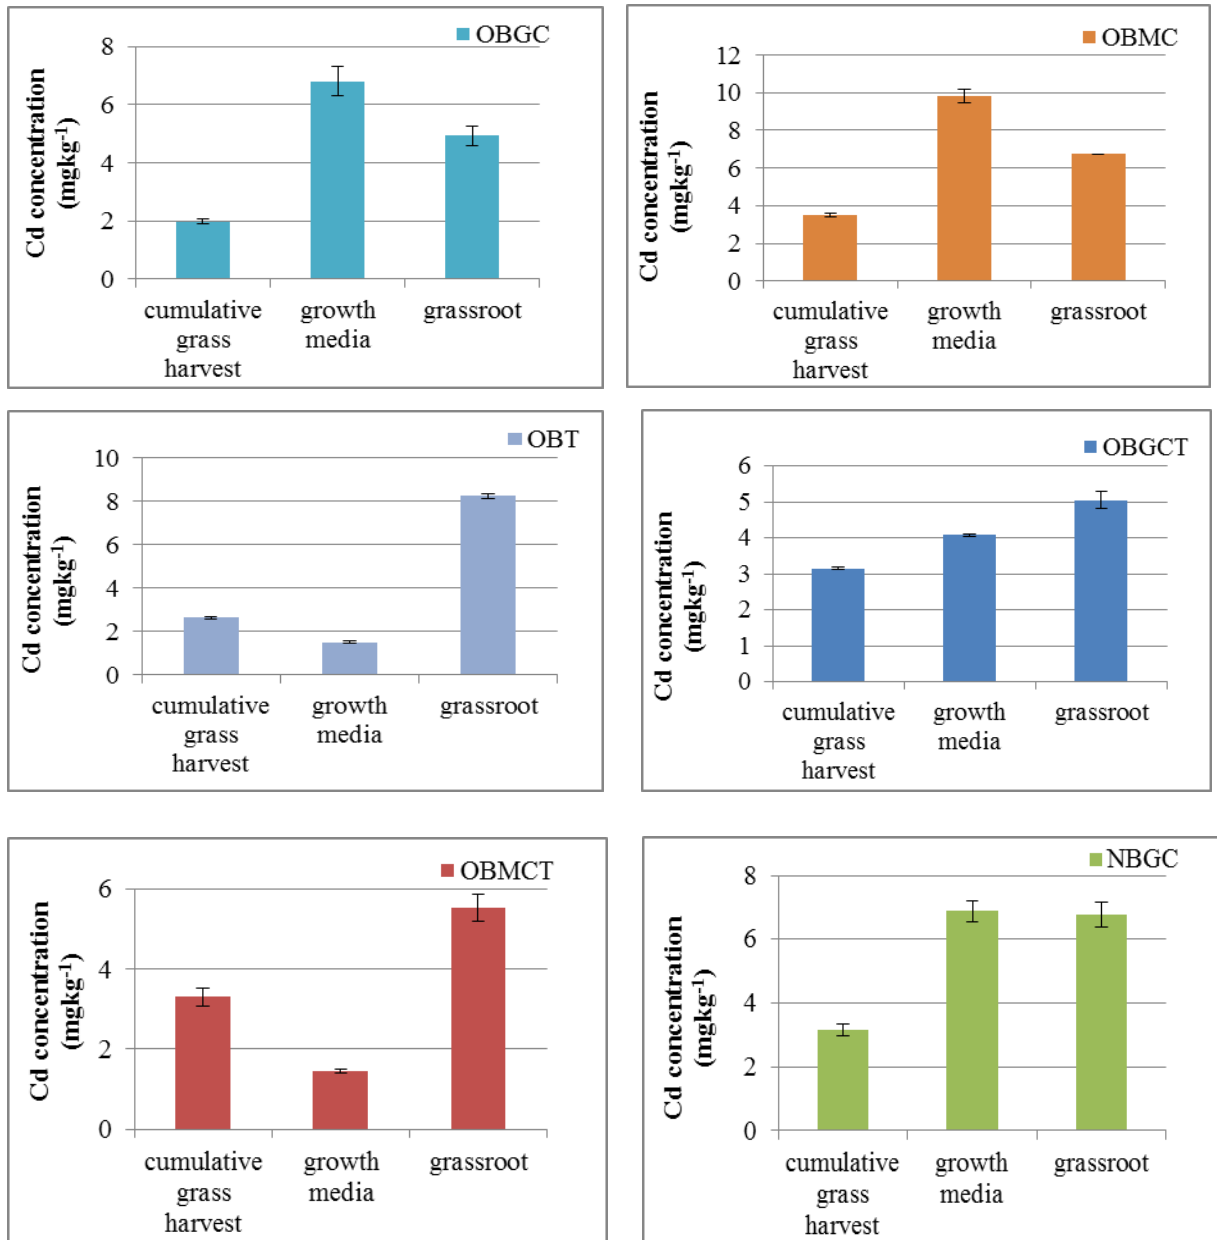 OBGC
Cd concentration
(mgkg-1)
8
6
4
2
0
cumulative
grass
harvest
growth
media
grassroot
OBMC
Cd concentration
(mgkg-1)
12
10
8
6
4
2
0
cumulative
grass
harvest
growth
media
grassroot
OBT
Cd concentration
(mgkg-1)
10
8
6
4
2
0
cumulative
grass
harvest
growth
media
grassroot
OBGCT
Cd concentration
(mgkg-1)
6
5
4
3
2
1
0
cumulative
grass
harvest
growth
media
grassroot
OBMCT
Cd concentration
(mgkg-1)
6
4
2
0
cumulative
grass
harvest
growth
media
grassroot
NBGC
Cd concentration
(mgkg-1)
8
6
4
2
0
cumulative
grass
harvest
growth
media
grassroot